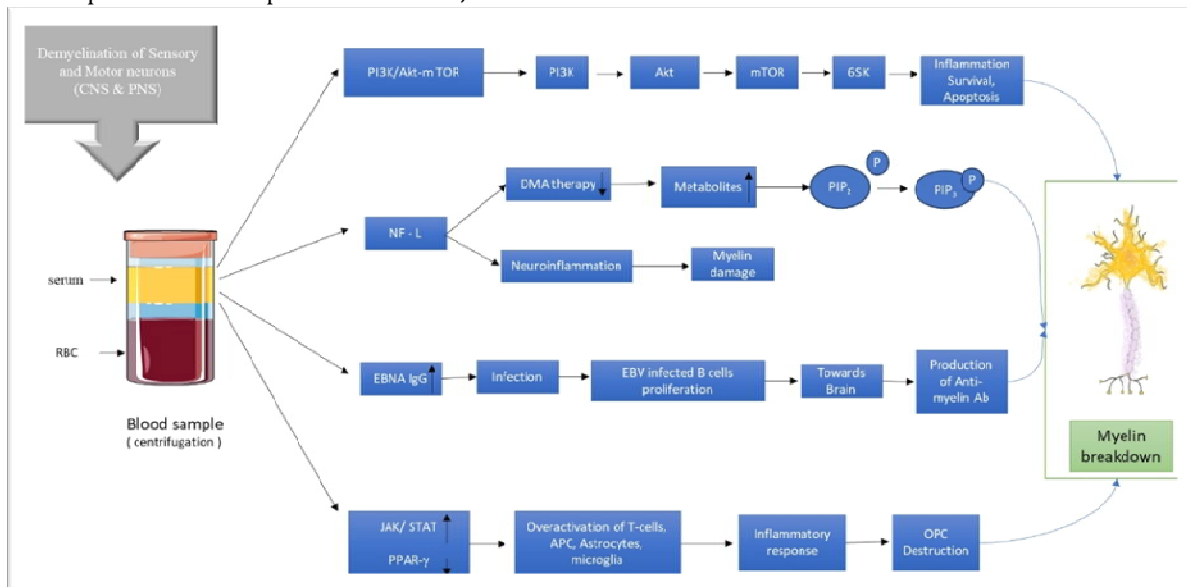 Demyelination of Sensory
and Motor neurons
(CNS & PNS)
serum
RBC
Blood sample
( centrifugation )
PI3K/Akt-m TOR
PI3K
Akt
mTOR
6SK
Inflammation
Survival,
Apoptosis
NF - L
DMA therapy
Metabolites
PIP2
P
PIP3
P
Neuroinflammation
Myelin
damage
EBNA IgG
Infection
EBV infected B cells
proliferation
Towards
Brain
Production
of Anti-
myelin Ab
JAK/ STAT
PPAR-γ
Overactivation of T-cells,
APC, Astrocytes,
microglia
Inflammatory
response
OPC
Destruction
Myelin
breakdown